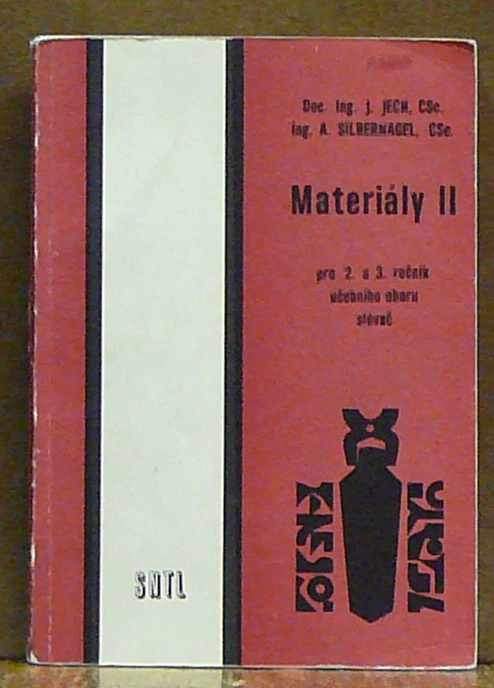 Doc. Ing. J. JECH, CSc.
Ing. A. SILBERNAGEL, CSc.
Materiály II
pro 2. a 3. ročník
učebního oboru
slévač
SNTL